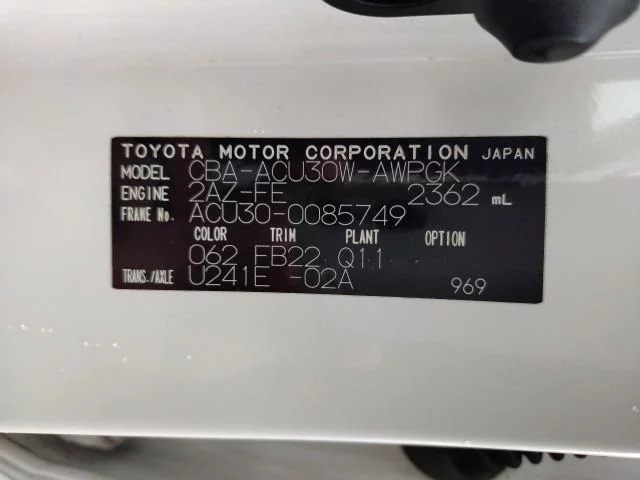 TOYOTA MOTOR CORPORATION JAPAN
MODEL CBA-ACU30W-AWPGK
ENGINE 2AZ-FE 2362 mL
FRAME No. ACU30-0085749
COLOR TRIM PLANT OPTION
062 FB22 Q11
TRANS./AXLE U241E -02A 969